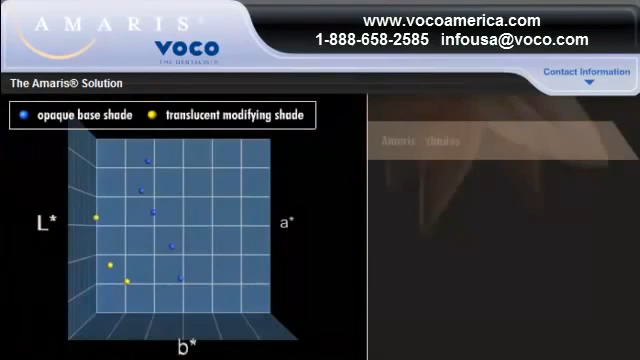 AMARIS®
VOCO
THE DENTALISTS
www.vocoamerica.com
1-888-658-2585 infousa@voco.com
Contact Information
The Amaris® Solution
opaque base shade translucent modifying shade
Amaris
L*
a*
b*